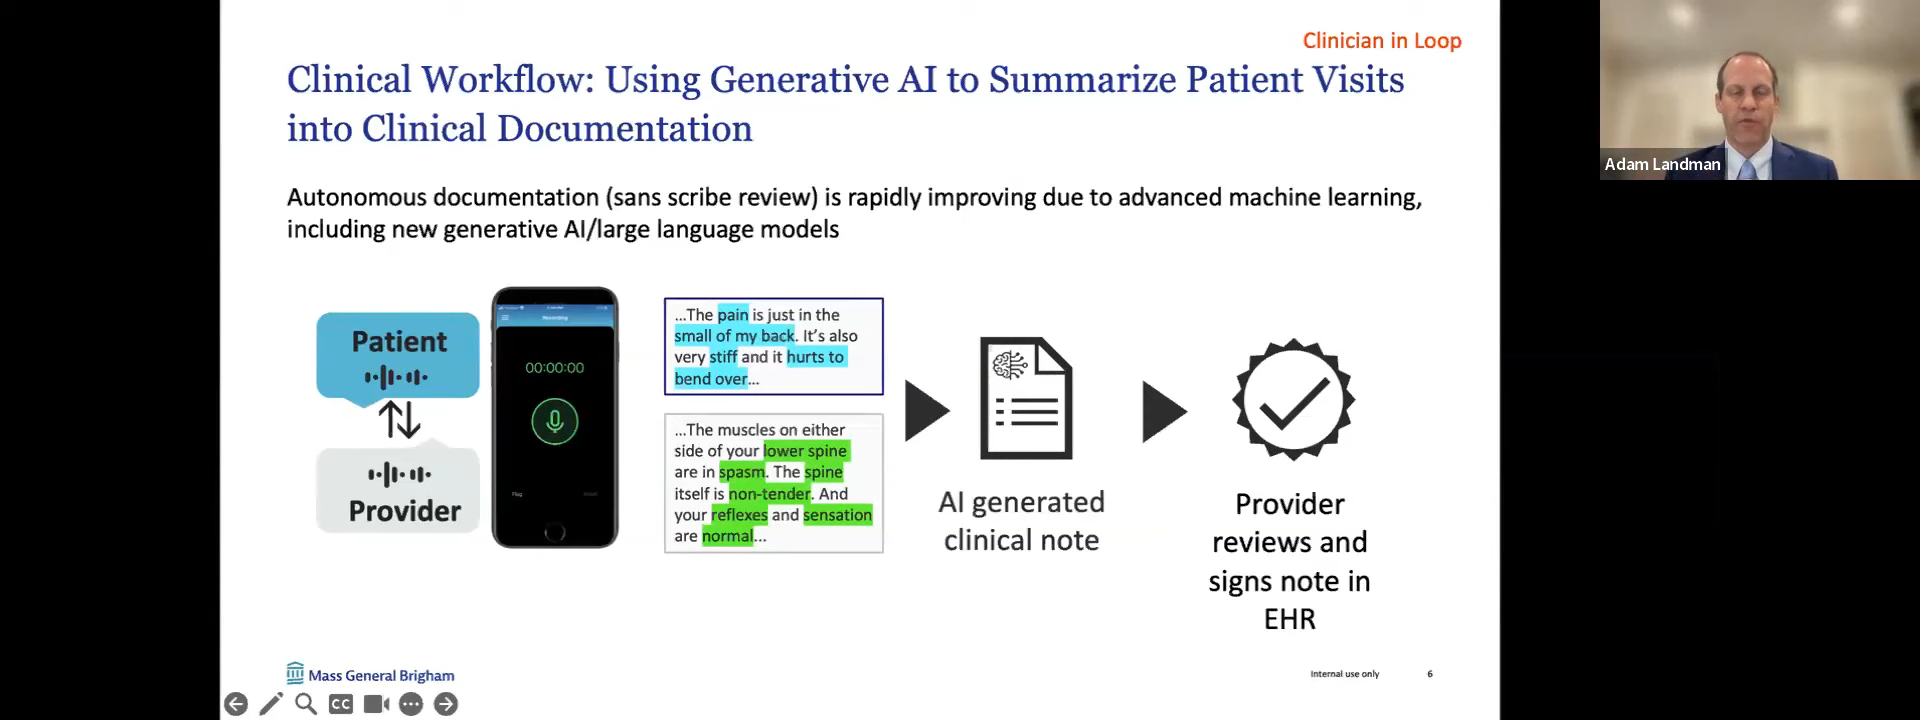 Clinician in Loop
Clinical Workflow: Using Generative AI to Summarize Patient Visits
into Clinical Documentation
Adam Landman
Autonomous documentation (sans scribe review) is rapidly improving due to advanced machine learning,
including new generative AI/large language models
Patient
Provider
Recording
00:00:00
Flag
...The pain is just in the
small of my back. It's also
very stiff and it hurts to
bend over...
...The muscles on either
side of your lower spine
are in spasm. The spine
itself is non-tender. And
your reflexes and sensation
are normal...
AI generated
clinical note
Provider
reviews and
signs note in
EHR
Mass General Brigham
Internal use only
6
CC